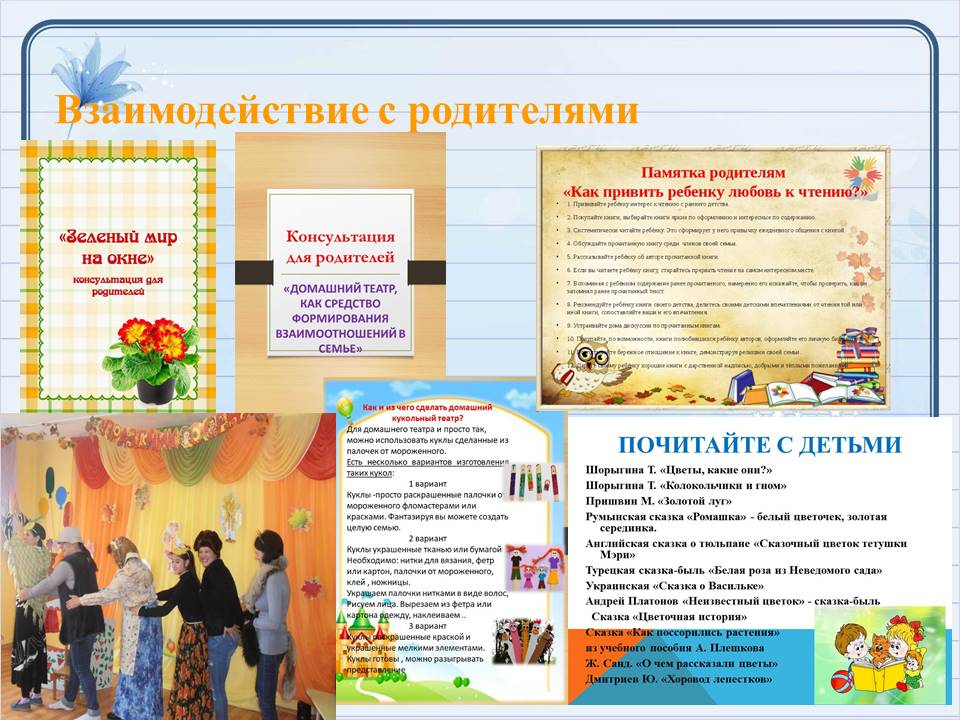 Взаимодействие с родителями
«Зеленый мир
на окне»
консультация для
родителей
Консультация
для родителей
«ДОМАШНИЙ ТЕАТР,
КАК СРЕДСТВО
ФОРМИРОВАНИЯ
ВЗАИМООТНОШЕНИЙ В
СЕМЬЕ»
Памятка родителям
«Как привить ребенку любовь к чтению?»
1. Прививайте ребёнку интерес к чтению с раннего детства.
2. Покупайте книги, выбирайте книги яркие по оформлению и интересные по содержанию.
3. Систематически читайте ребёнку. Это сформирует у него привычку ежедневного общения с книгой.
4. Обсуждайте прочитанную книгу среди членов своей семьи.
5. Рассказывайте ребёнку об авторе прочитанной книги.
6. Если вы читаете ребёнку книгу, старайтесь прервать чтение на самом интересном месте.
7. Вспоминая с ребёнком содержание ранее прочитанного, намеренно его искажайте, чтобы проверить, как он
запомнил ранее прочитанный текст.
8. Рекомендуйте ребёнку книги своего детства, делитесь своими детскими впечатлениями от чтения той или
иной книги, сопоставляйте ваши и его впечатления.
9. Устраивайте дома дискуссии по прочитанным книгам.
10. Покупайте, по возможности, книги полюбившихся ребёнку авторов, оформляйте его личную
бережное отношение к книге, демонстрируя реликвии своей семьи.
своему ребёнку хорошие книги с дарственной надписью, добрыми и тёплыми пожеланиями.
Как и из чего сделать домашний
кукольный театр?
Для домашнего театра и просто так,
можно использовать куклы сделанные из
палочек от мороженного.
Есть несколько вариантов изготовления
таких кукол:
1 вариант
Куклы -просто раскрашенные палочки от
мороженного фломастерами или
красками. Фантазируя вы можете создать
целую семью.
2 вариант
Куклы украшенные тканью или бумагой
Необходимо: нитки для вязания, фетр
или картон, палочки от мороженного,
клей , ножницы.
Украшаем палочки нитками в виде волос,
Рисуем лица. Вырезаем из фетра или
картона одежду, наклеиваем ..
3 вариант
Куклы раскрашенные краской и
украшенные мелкими элементами.
Куклы готовы , можно разыгрывать
представление
ПОЧИТАЙТЕ С ДЕТЬМИ
Шорыгина Т. «Цветы, какие они?»
Шорыгина Т. «Колокольчики и гном»
Пришвин М. «Золотой луг»
Румынская сказка «Ромашка» - белый цветочек, золотая
серединка.
Английская сказка о тюльпане «Сказочный цветок тетушки
Мэри»
Турецкая сказка-быль «Белая роза из Неведомого сада»
Украинская «Сказка о Васильке»
Андрей Платонов «Неизвестный цветок» - сказка-быль
Сказка «Цветочная история»
Сказка «Как поссорились растения»
из учебного пособия А. Плешкова
Ж. Санд. «О чем рассказали цветы»
Дмитриев Ю. «Хоровод лепестков»